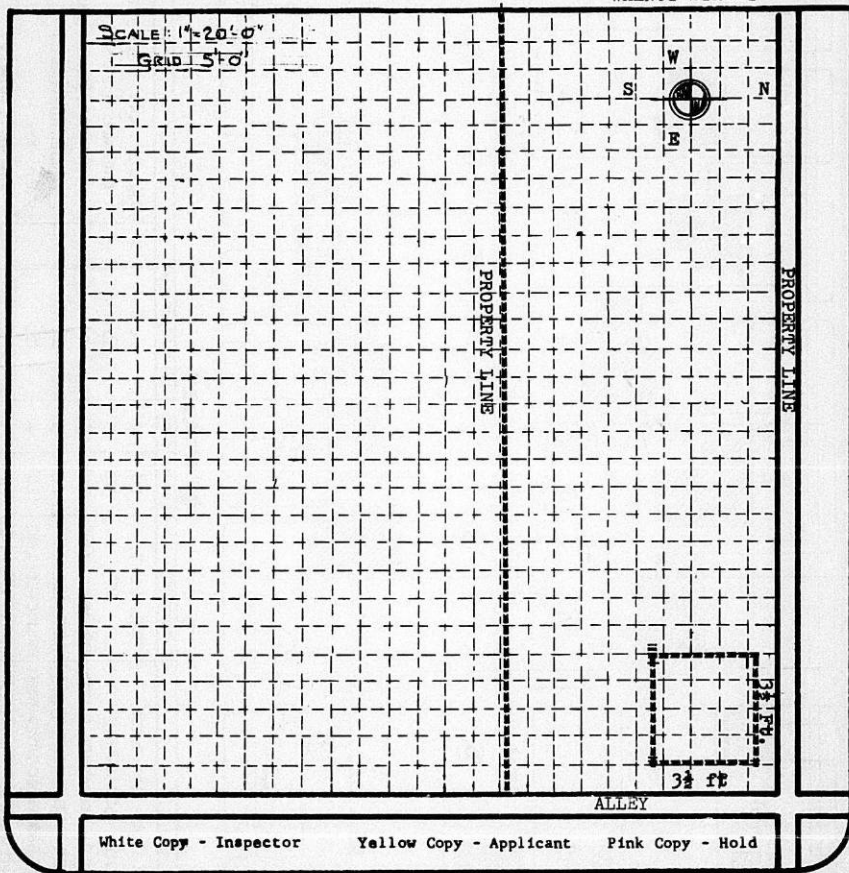 SCALE: 1"=20'-0"
GRID 5'-0"
W
S
N
E
PROPERTY LINE
PROPERTY LINE
3½ Ft.
3½ ft
ALLEY
White Copy - Inspector Yellow Copy - Applicant Pink Copy - Hold